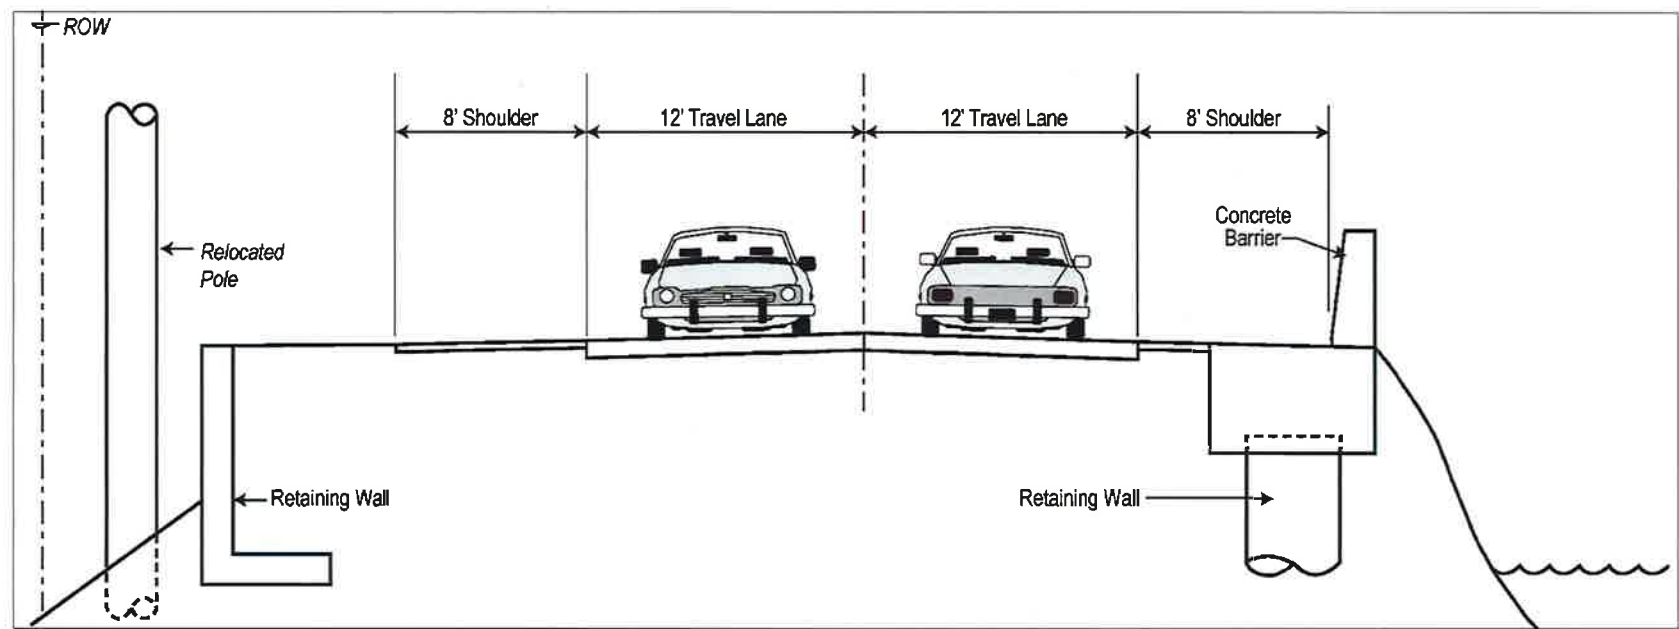 ROW
8' Shoulder
12' Travel Lane
12' Travel Lane
8' Shoulder
Concrete
Barrier
Relocated
Pole
Retaining Wall
Retaining Wall